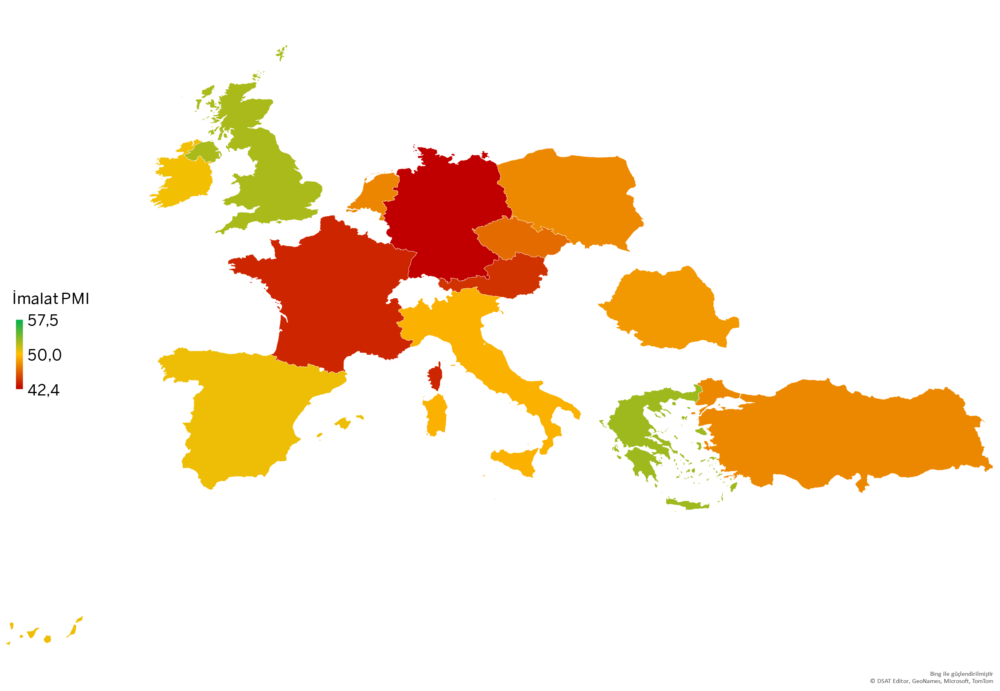 İmalat PMI
57,5
50,0
42,4
Bing ile güçlendirilmiştir
© DSAT Editor, GeoNames, Microsoft, TomTom